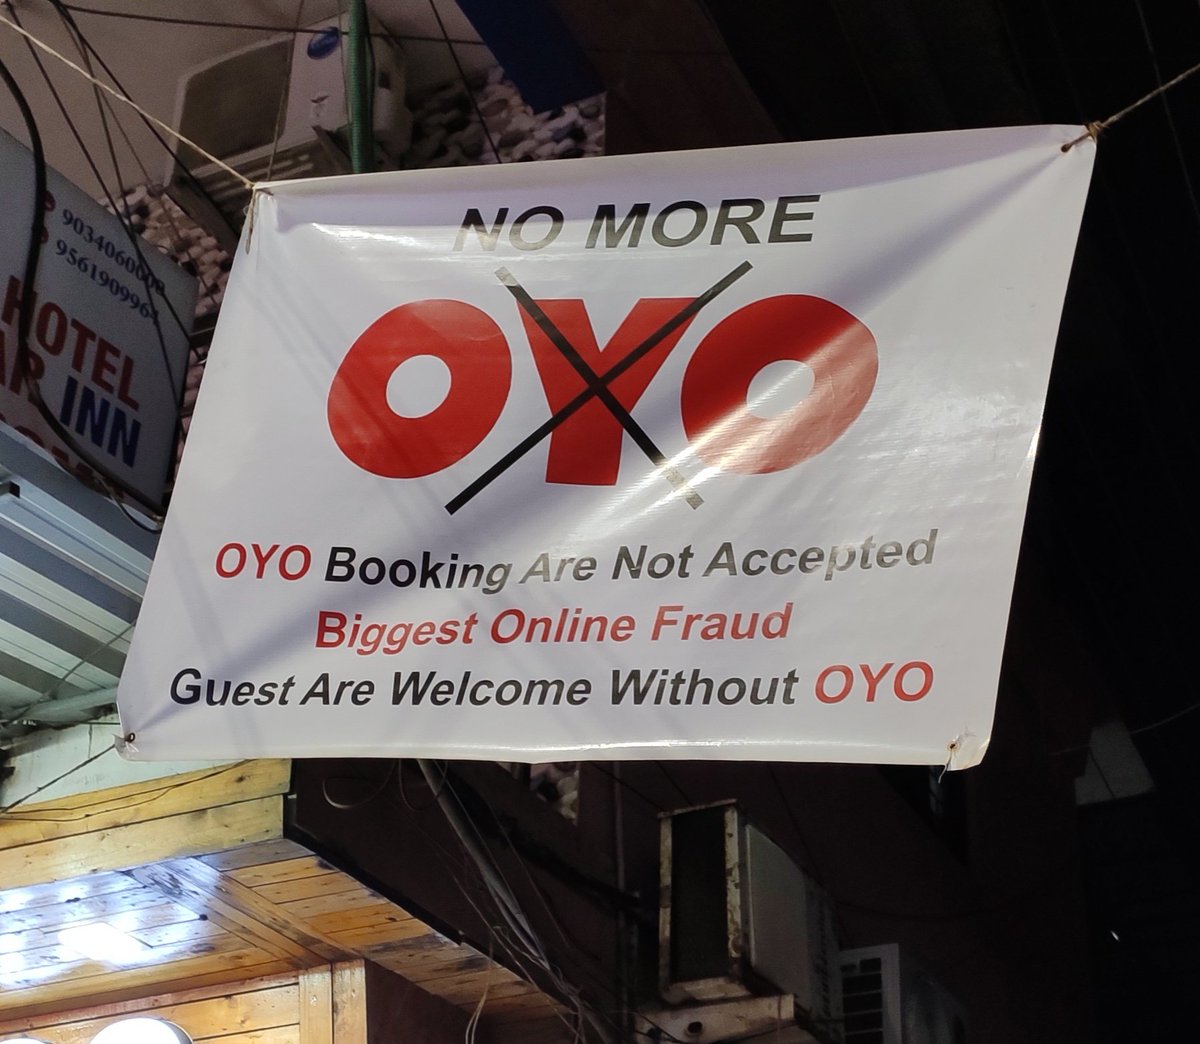 NO MORE
OYO
OYO Booking Are Not Accepted
Biggest Online Fraud
Guest Are Welcome Without OYO
HOTEL
INN